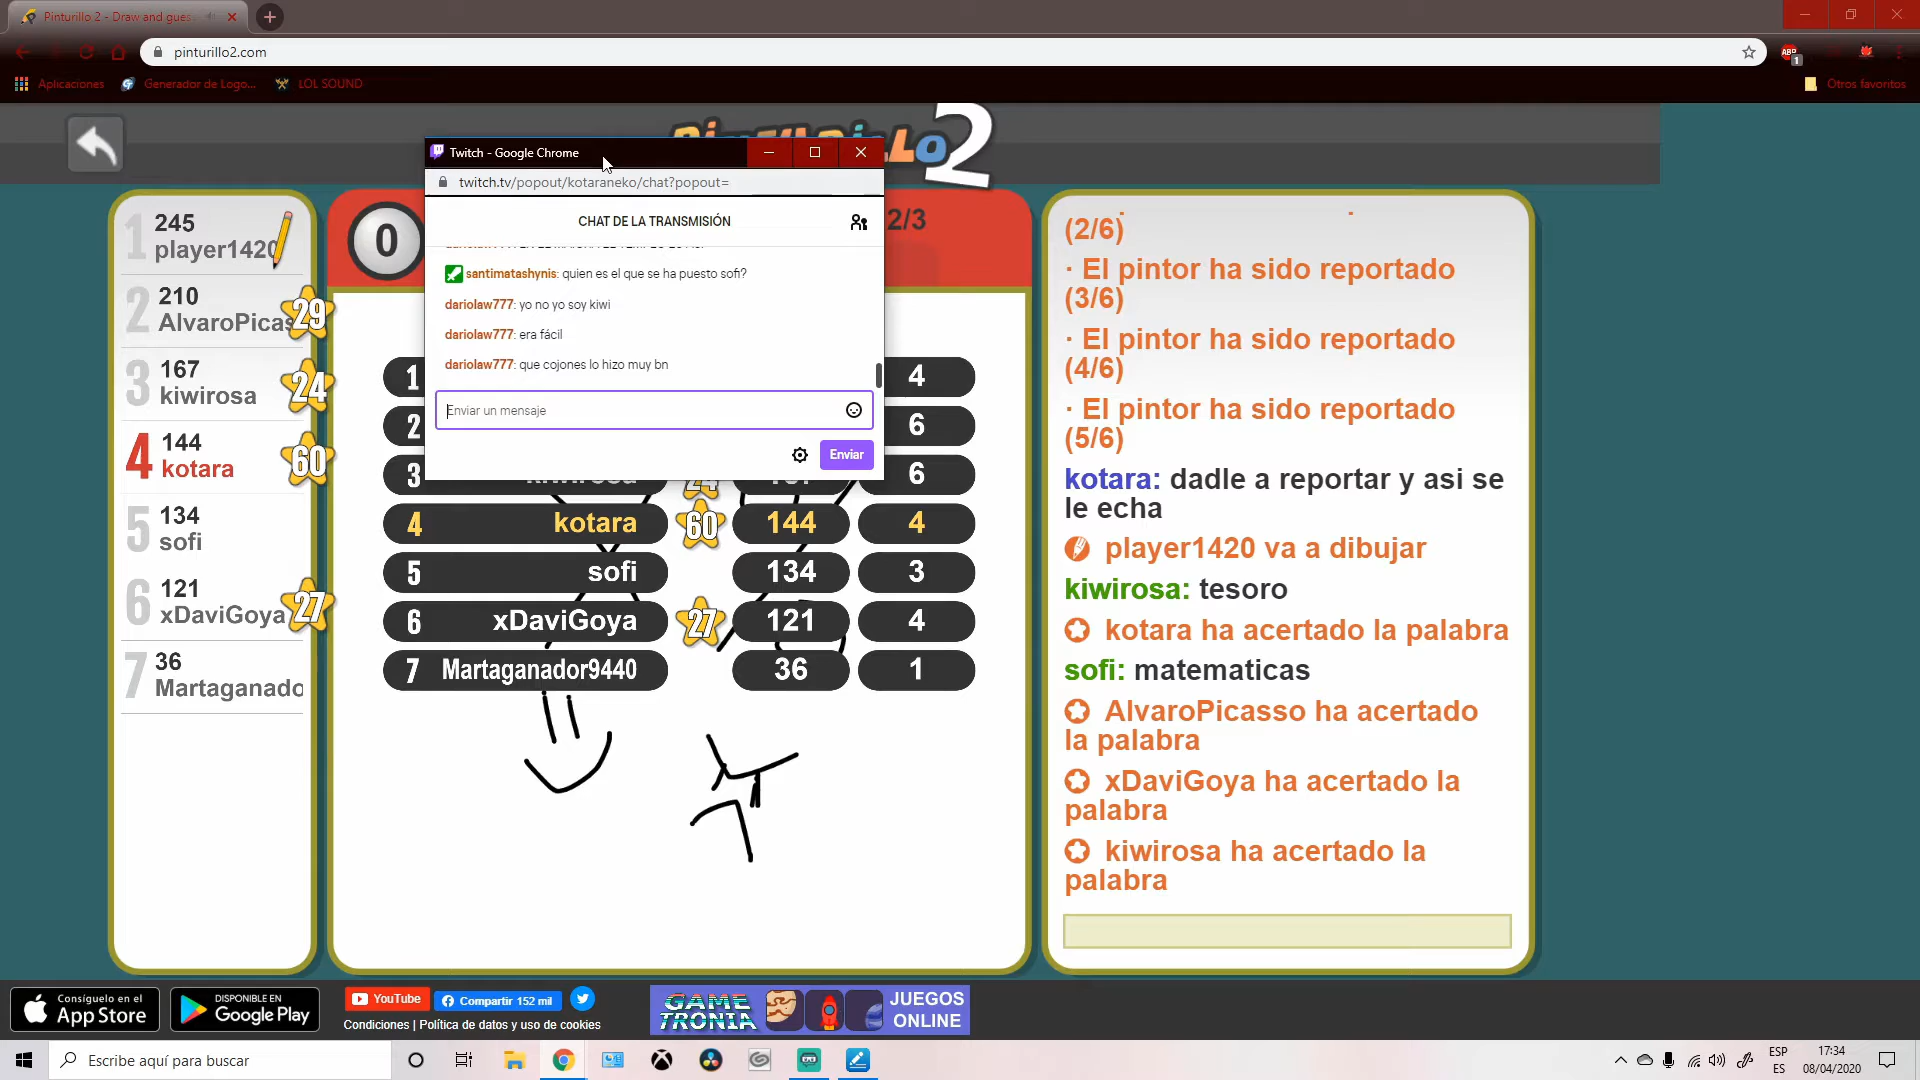 Pinturillo 2 - Draw and gues
pinturillo2.com
ABP
1
Aplicaciones
Generador de Logo...
LOL SOUND
Otros favoritos
2
Twitch - Google Chrome
twitch.tv/popout/kotaraneko/chat?popout=
CHAT DE LA TRANSMISIÓN
santimatashynis: quien es el que se ha puesto sofi?
dariolaw777: yo no yo soy kiwi
dariolaw777: era fácil
dariolaw777: que cojones lo hizo muy bn
Enviar un mensaje
Enviar
1
245
player1420
2
210
AlvaroPicas
29
3
167
kiwirosa
24
4
144
kotara
60
5
134
sofi
6
121
xDaviGoya
27
7
36
Martaganado
0
2/3
1
4
2
6
3
kiwirosa
24
167
6
4
kotara
60
144
4
5
sofi
134
3
6
xDaviGoya
27
121
4
7
Martaganador9440
36
1
(2/6)
· El pintor ha sido reportado
(3/6)
· El pintor ha sido reportado
(4/6)
· El pintor ha sido reportado
(5/6)
kotara: dadle a reportar y asi se
le echa
player1420 va a dibujar
kiwirosa: tesoro
kotara ha acertado la palabra
sofi: matematicas
AlvaroPicasso ha acertado
la palabra
xDaviGoya ha acertado la
palabra
kiwirosa ha acertado la
palabra
Consíguelo en el
App Store
DISPONIBLE EN
Google Play
YouTube
Compartir 152 mil
Condiciones | Política de datos y uso de cookies
GAME
TRONIA
JUEGOS
ONLINE
Escribe aquí para buscar
ESP
ES
17:34
08/04/2020